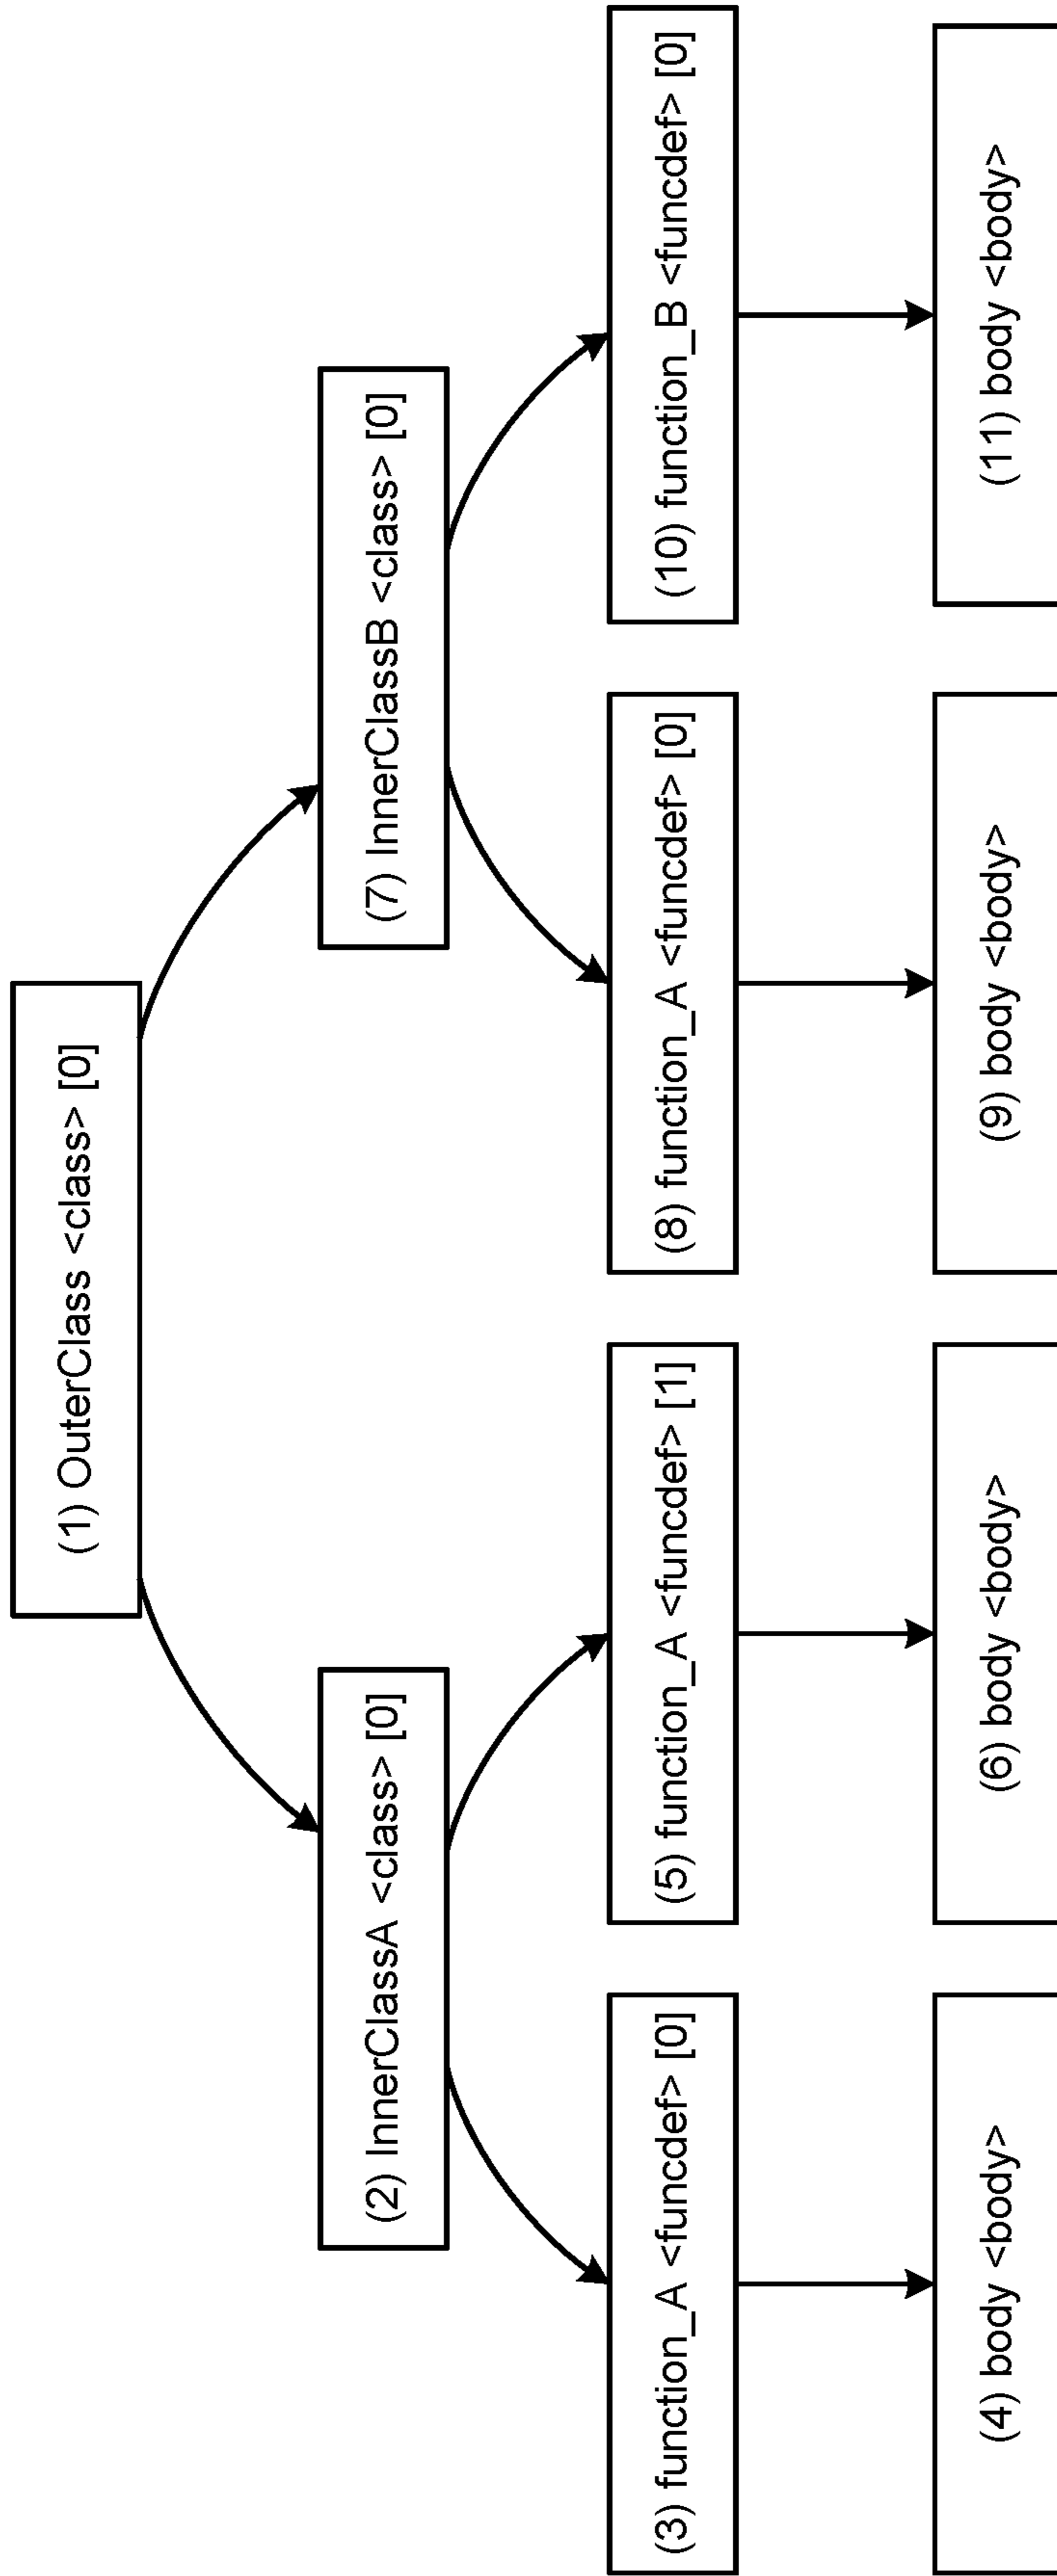 (1) OuterClass <class> [0]
(2) InnerClassA <class> [0]
(7) InnerClassB <class> [0]
(3) function_A <funcdef> [0]
(5) function_A <funcdef> [1]
(8) function_A <funcdef> [0]
(10) function_B <funcdef> [0]
(4) body <body>
(6) body <body>
(9) body <body>
(11) body <body>